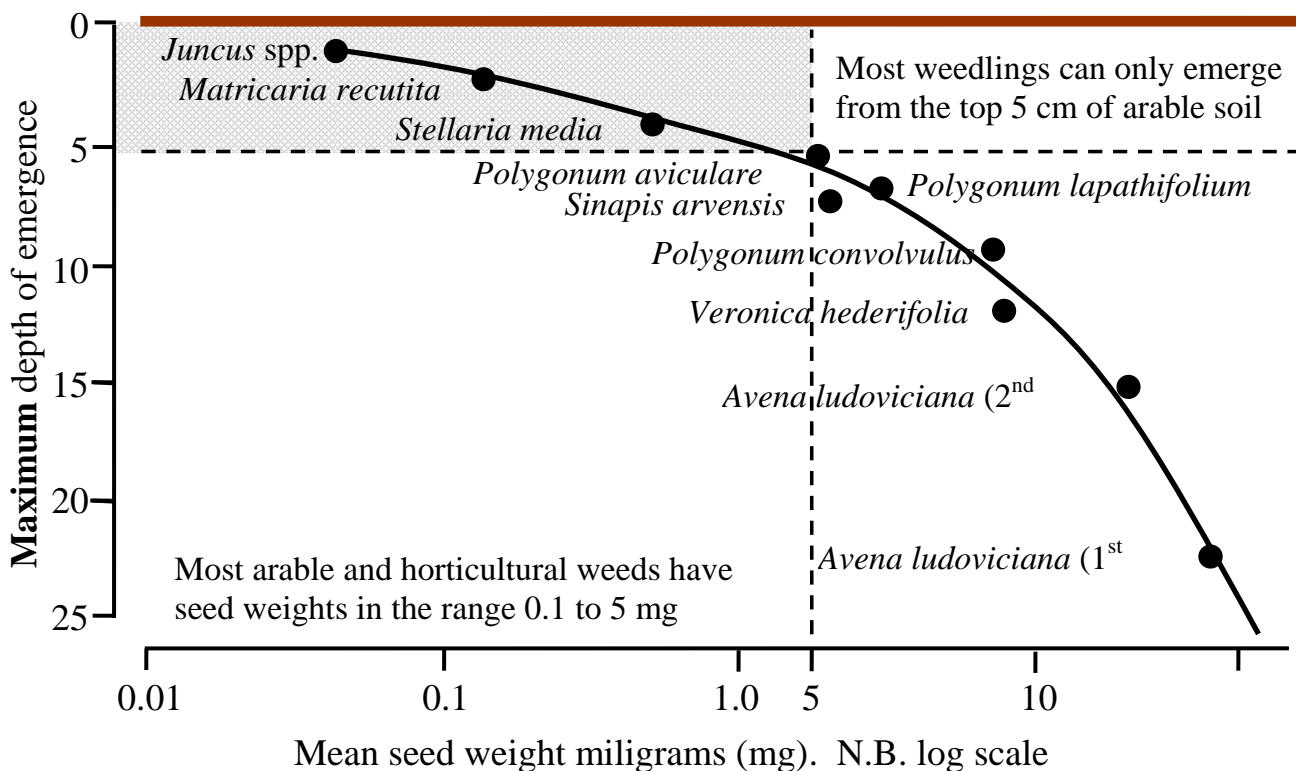 0
Juncus spp.
Most weedlings can only emerge
from the top 5 cm of arable soil
Matricaria recutita
Stellaria media
5
Polygonum aviculare
Polygonum lapathifolium
Sinapis arvensis
Polygonum convolvulus
10
Veronica hederifolia
15
Avena ludoviciana (2nd
20
Avena ludoviciana (1st
Most arable and horticultural weeds have
seed weights in the range 0.1 to 5 mg
25
Maximum depth of emergence
0.01 0.1 1.0 5 10
Mean seed weight miligrams (mg). N.B. log scale